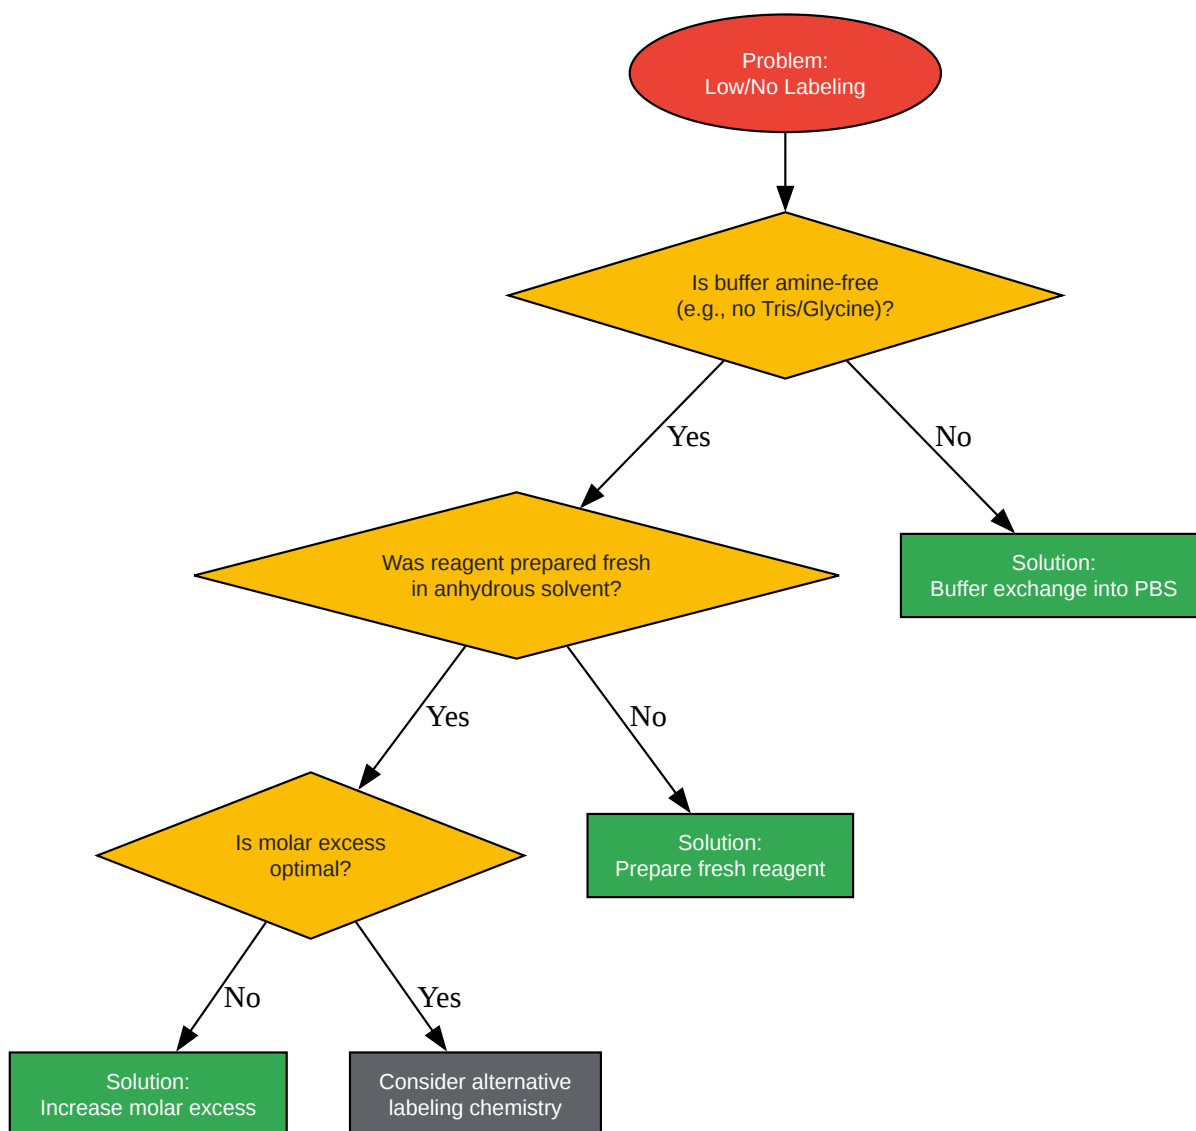 Problem:
Low/No Labeling
Is buffer amine-free
(e.g., no Tris/Glycine)?
Yes
No
Was reagent prepared fresh
in anhydrous solvent?
Solution:
Buffer exchange into PBS
Yes
No
Is molar excess
optimal?
Solution:
Prepare fresh reagent
No
Yes
Solution:
Increase molar excess
Consider alternative
labeling chemistry